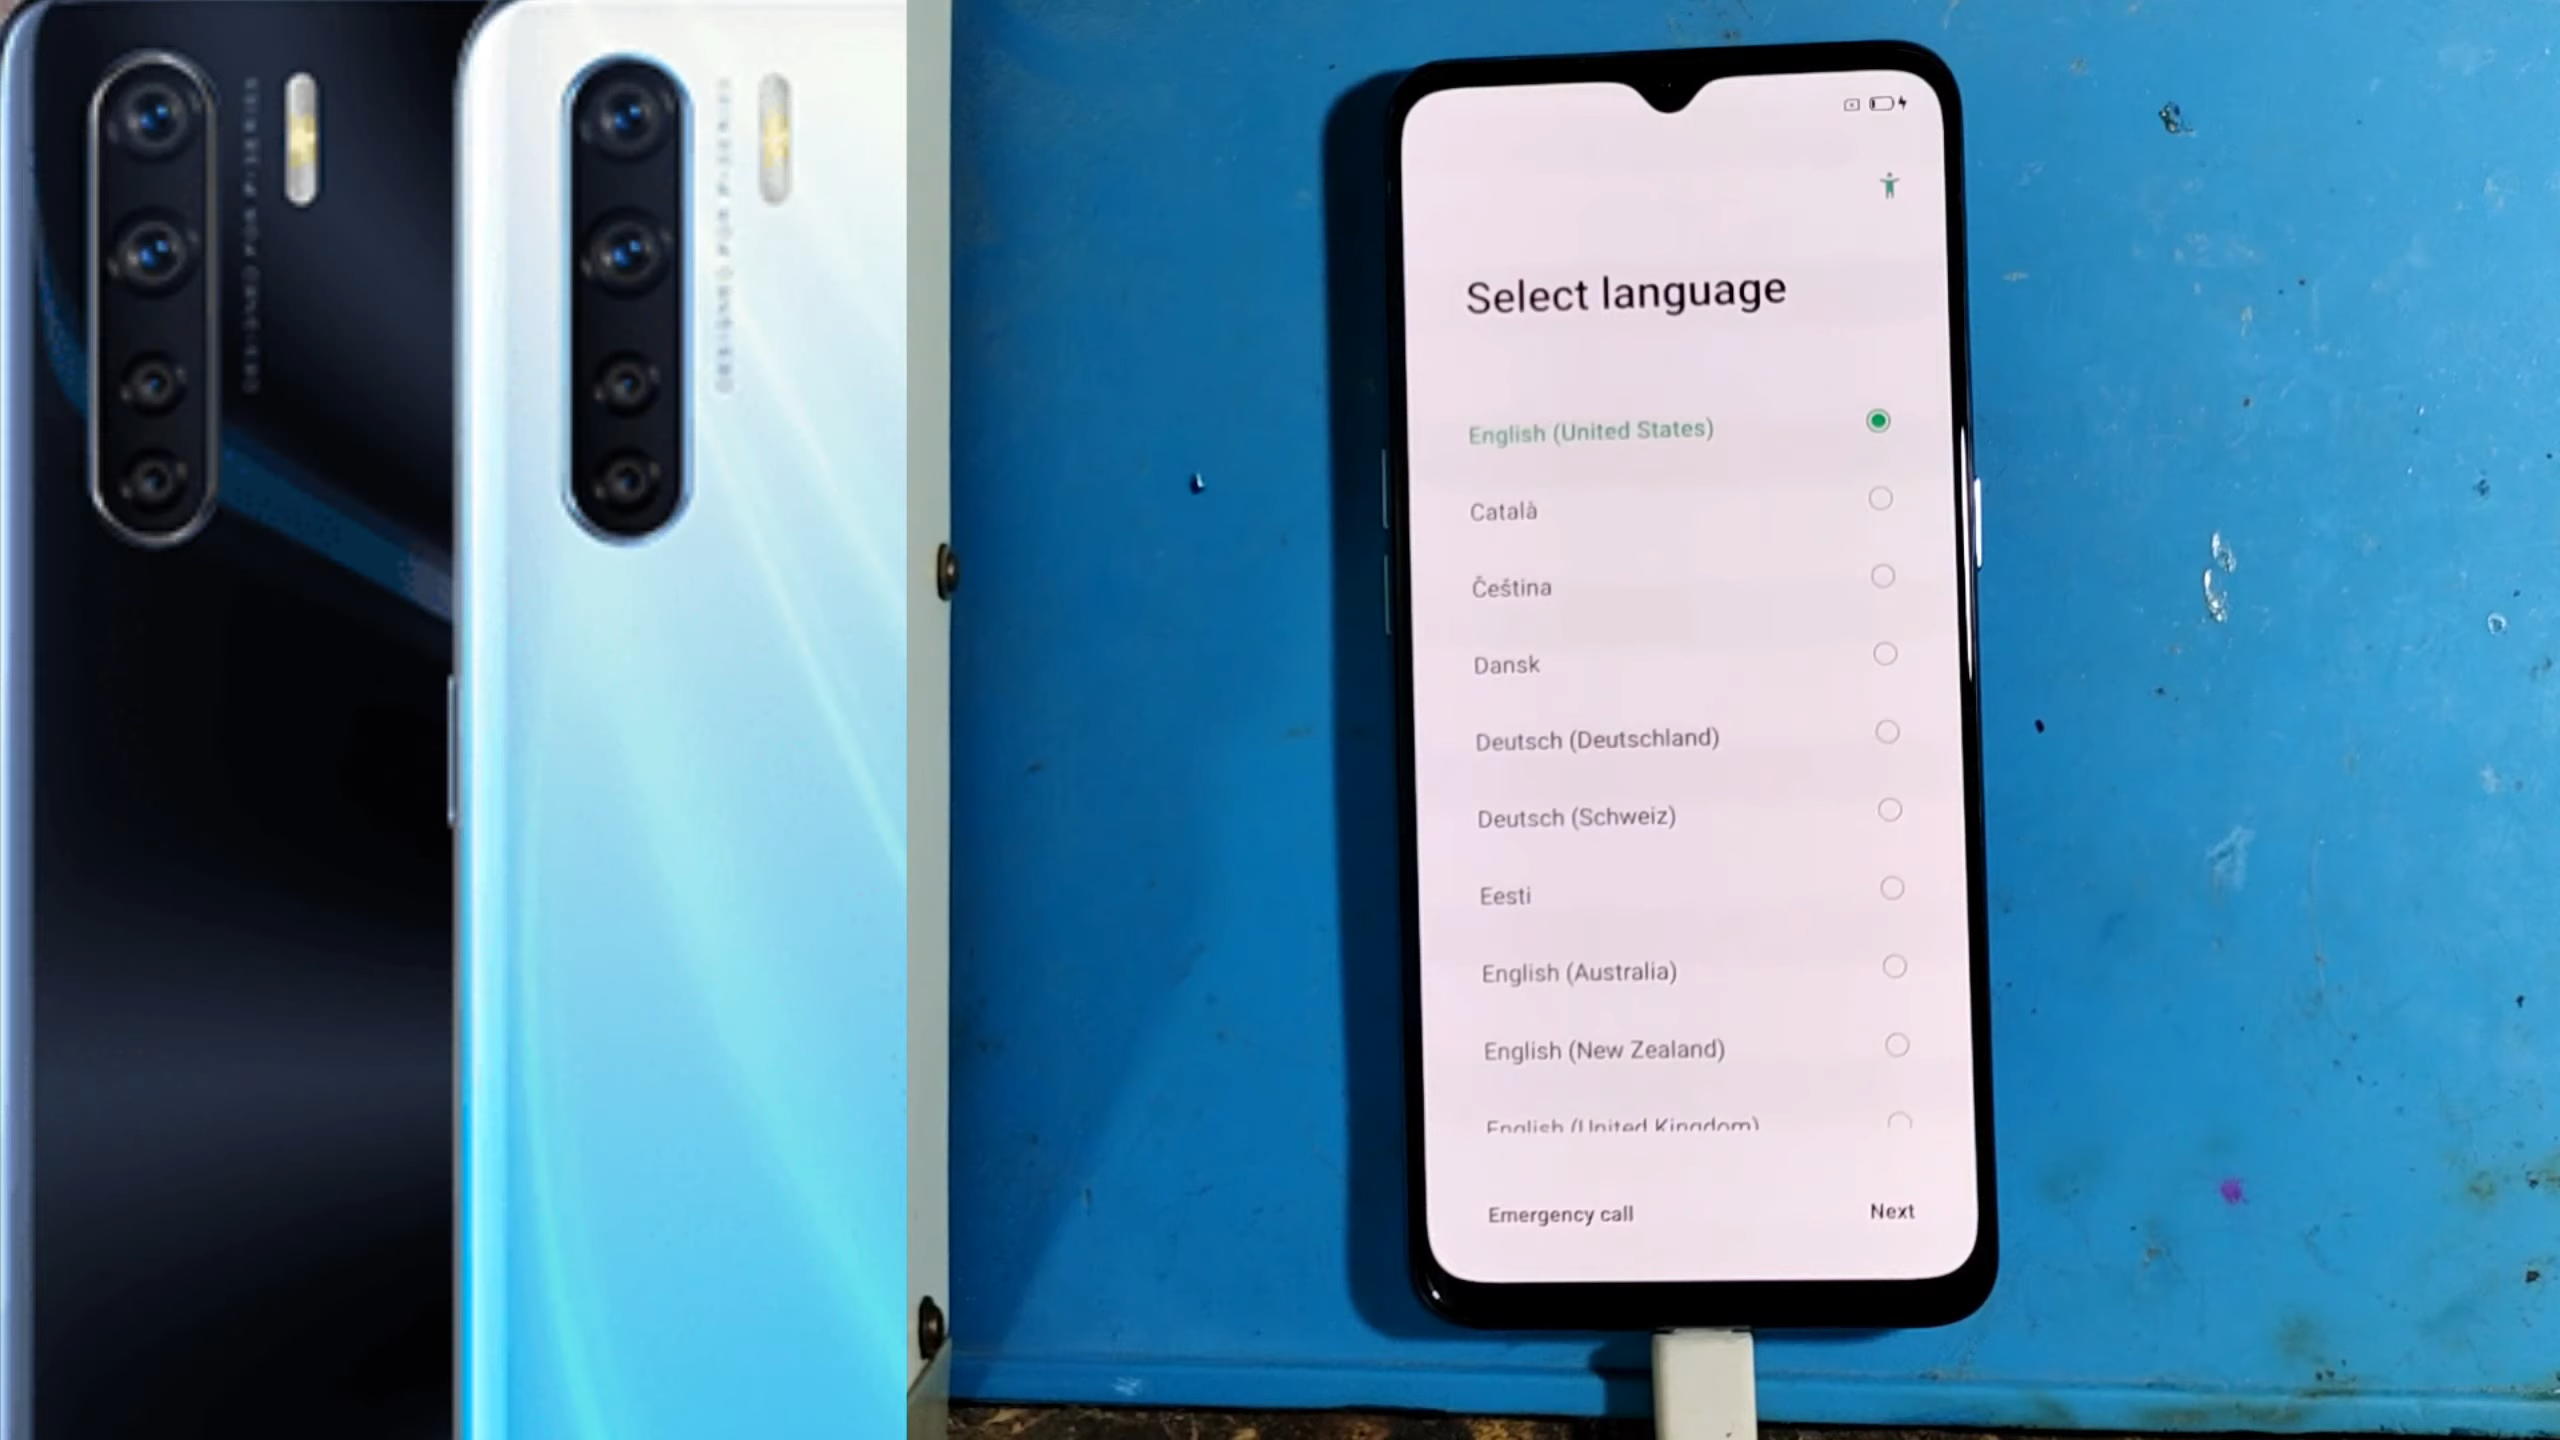 Select language
English (United States)
Català
Čeština
Dansk
Deutsch (Deutschland)
Deutsch (Schweiz)
Eesti
English (Australia)
English (New Zealand)
English (United Kingdom)
Emergency call
Next